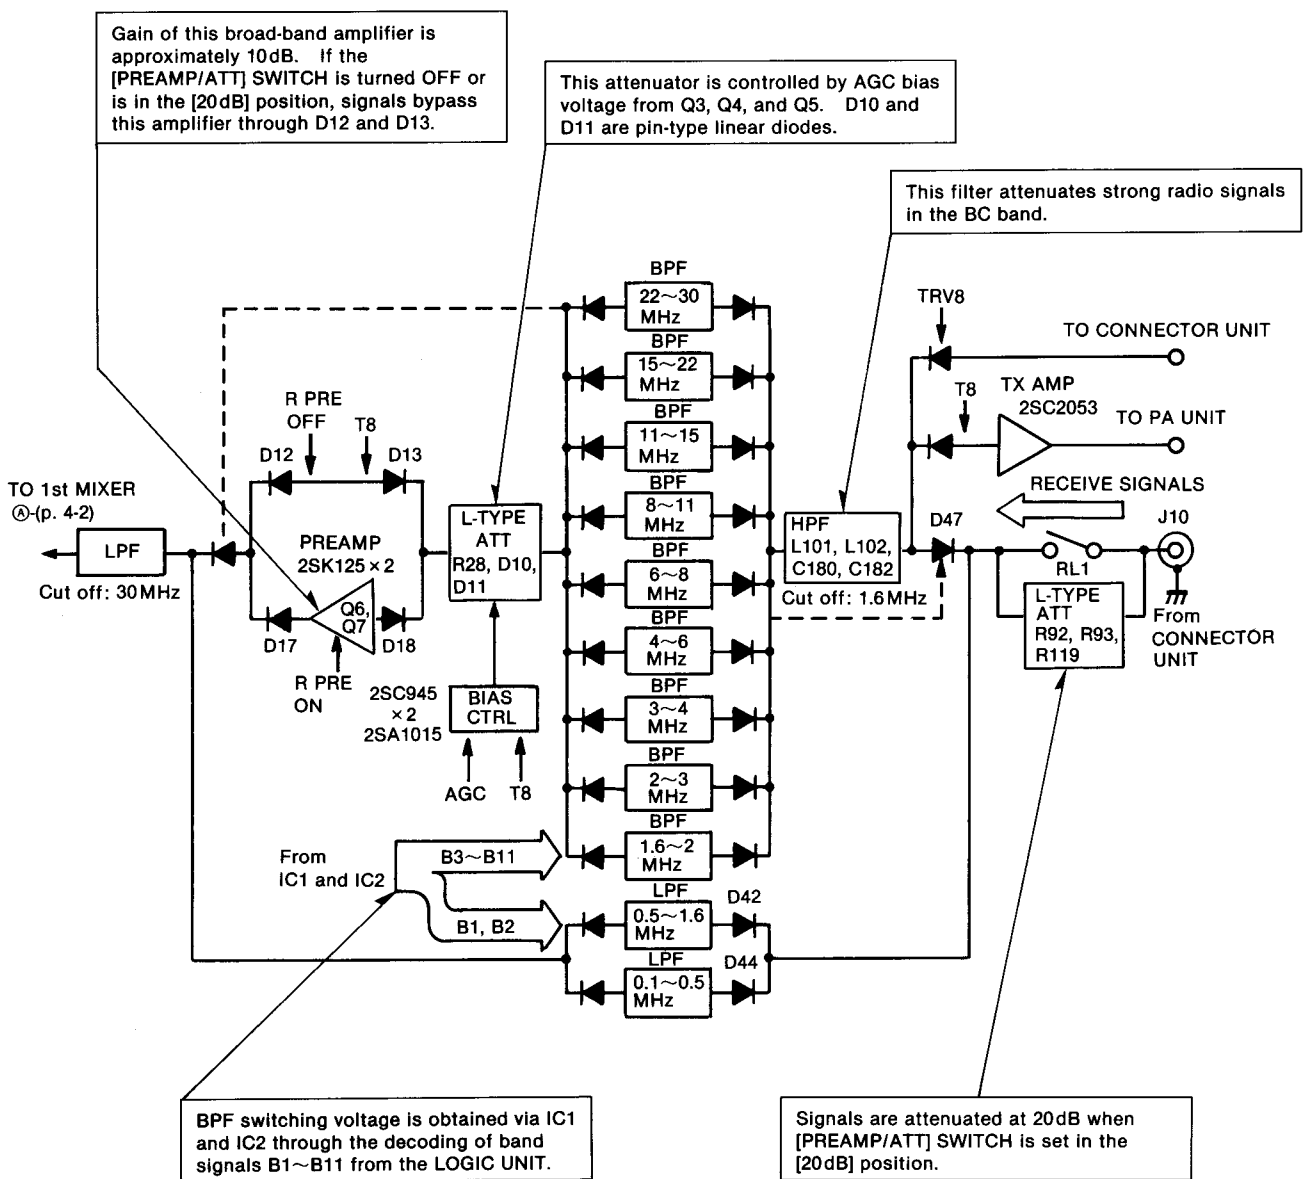 Gain of this broad-band amplifier is
approximately 10dB. If the
[PREAMP/ATT] SWITCH is turned OFF or
is in the [20dB] position, signals bypass
this amplifier through D12 and D13.
This attenuator is controlled by AGC bias
voltage from Q3, Q4, and Q5. D10 and
D11 are pin-type linear diodes.
This filter attenuates strong radio signals
in the BC band.
BPF
22~30
MHz
BPF
15~22
MHz
BPF
11~15
MHz
BPF
8~11
MHz
BPF
6~8
MHz
BPF
4~6
MHz
BPF
3~4
MHz
BPF
2~3
MHz
BPF
1.6~2
MHz
LPF
0.5~1.6
MHz
LPF
0.1~0.5
MHz
D42
D44
TRV8
TO CONNECTOR UNIT
T8
TX AMP
2SC2053
TO PA UNIT
RECEIVE SIGNALS
D47
J10
RL1
HPF
L101, L102,
C180, C182
Cut off: 1.6MHz
L-TYPE
ATT
R92, R93,
R119
From
CONNECTOR
UNIT
R PRE
OFF
T8
D12
D13
TO 1st MIXER
Ⓐ-(p. 4-2)
LPF
Cut off: 30MHz
PREAMP
2SK125×2
Q6,
Q7
D17
D18
R PRE
ON
L-TYPE
ATT
R28, D10,
D11
2SC945
×2
2SA1015
BIAS
CTRL
AGC
T8
From
IC1 and IC2
B3~B11
B1, B2
BPF switching voltage is obtained via IC1
and IC2 through the decoding of band
signals B1~B11 from the LOGIC UNIT.
Signals are attenuated at 20dB when
[PREAMP/ATT] SWITCH is set in the
[20dB] position.